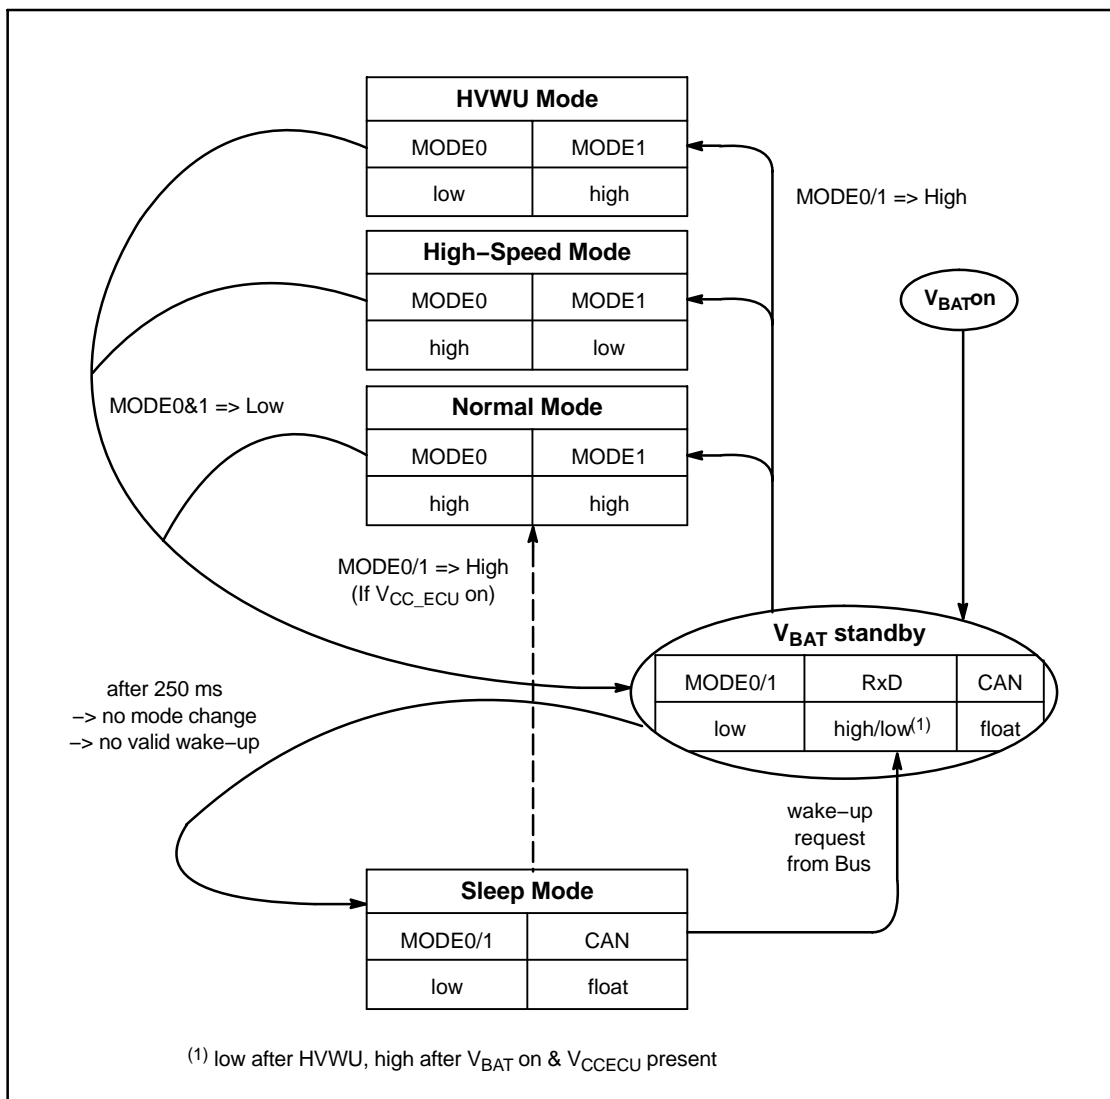 HVWU Mode
MODE0 MODE1
low high
MODE0/1 => High
High−Speed Mode
MODE0 MODE1
high low
VBATon
MODE0&1 => Low
Normal Mode
MODE0 MODE1
high high
MODE0/1 => High
(If VCC_ECU on)
VBAT standby
MODE0/1 RxD CAN
low high/low(1) float
after 250 ms
−> no mode change
−> no valid wake−up
wake−up
request
from Bus
Sleep Mode
MODE0/1 CAN
low float
(1) low after HVWU, high after VBAT on & VCCECU present